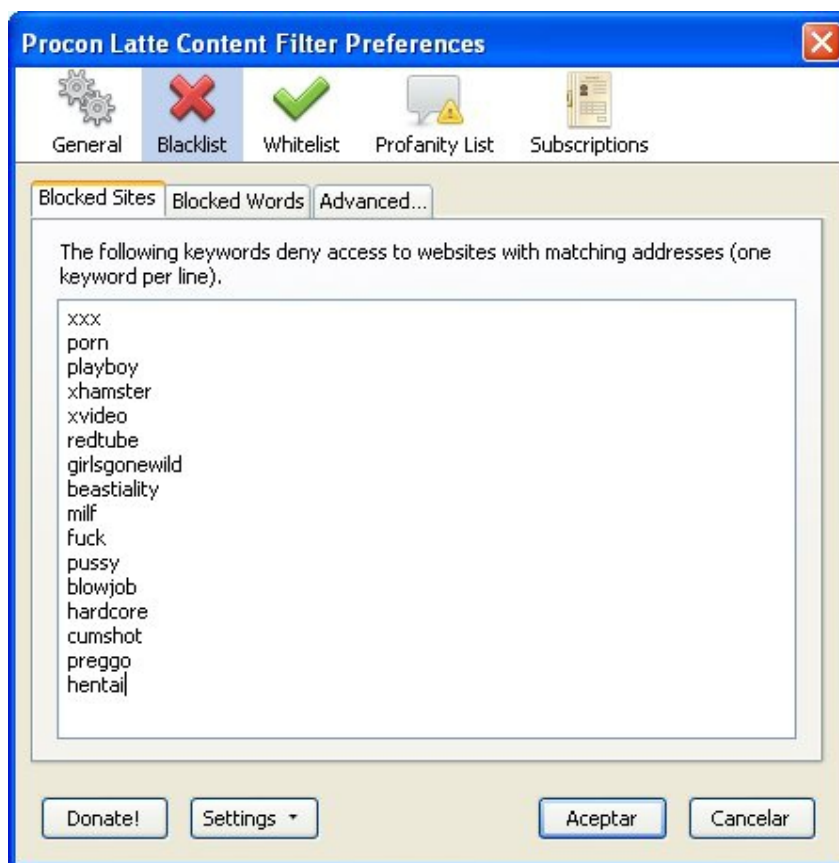 Procon Latte Content Filter Preferences
General Blacklist Whitelist Profanity List Subscriptions
Blocked Sites Blocked Words Advanced...
The following keywords deny access to websites with matching addresses (one
keyword per line).
xxx
porn
playboy
xhamster
xvideo
redtube
girlsgonewild
beastiality
milf
fuck
pussy
blowjob
hardcore
cumshot
preggo
hentai
Donate! Settings Aceptar Cancelar